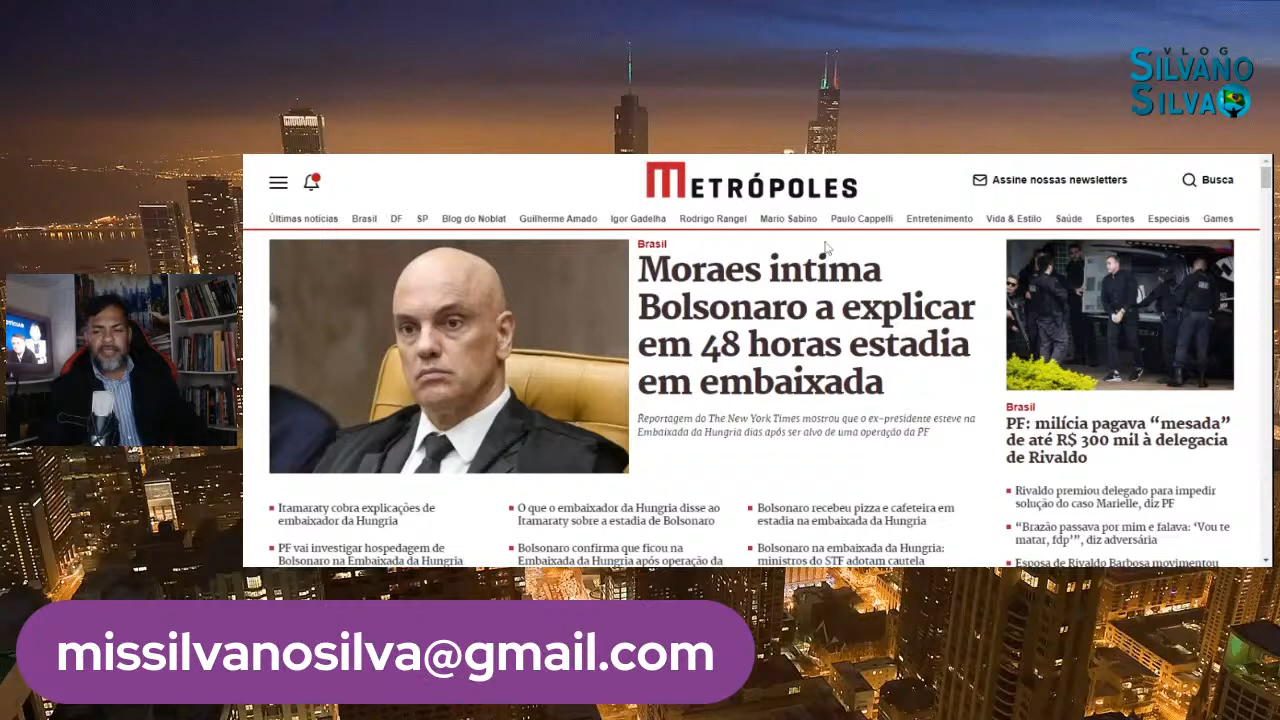 VLOG
SILVANO
SILVA
METRÓPOLES
Assine nossas newsletters
Busca
Últimas notícias Brasil DF SP Blog do Noblat Guilherme Amado Igor Gadelha Rodrigo Rangel Mario Sabino Paulo Cappelli Entretenimento Vida & Estilo Saúde Esportes Especiais Games
Brasil
Moraes intima
Bolsonaro a explicar
em 48 horas estadia
em embaixada
Reportagem do The New York Times mostrou que o ex-presidente esteve na
Embaixada da Hungria dias após ser alvo de uma operação da PF
Brasil
PF: milícia pagava “mesada”
de até R$ 300 mil à delegacia
de Rivaldo
Rivaldo premiou delegado para impedir
solução do caso Marielle, diz PF
“Brazão passava por mim e falava: ‘Vou te
matar, fdp’”, diz adversária
Esposa de Rivaldo Barbosa movimentou
Itamaraty cobra explicações de
embaixador da Hungria
O que o embaixador da Hungria disse ao
Itamaraty sobre a estadia de Bolsonaro
Bolsonaro recebeu pizza e cafeteira em
estadia na embaixada da Hungria
PF vai investigar hospedagem de
Bolsonaro na Embaixada da Hungria
Bolsonaro confirma que ficou na
Embaixada da Hungria após operação da
Bolsonaro na embaixada da Hungria:
ministros do STF adotam cautela
missilvanosilva@gmail.com